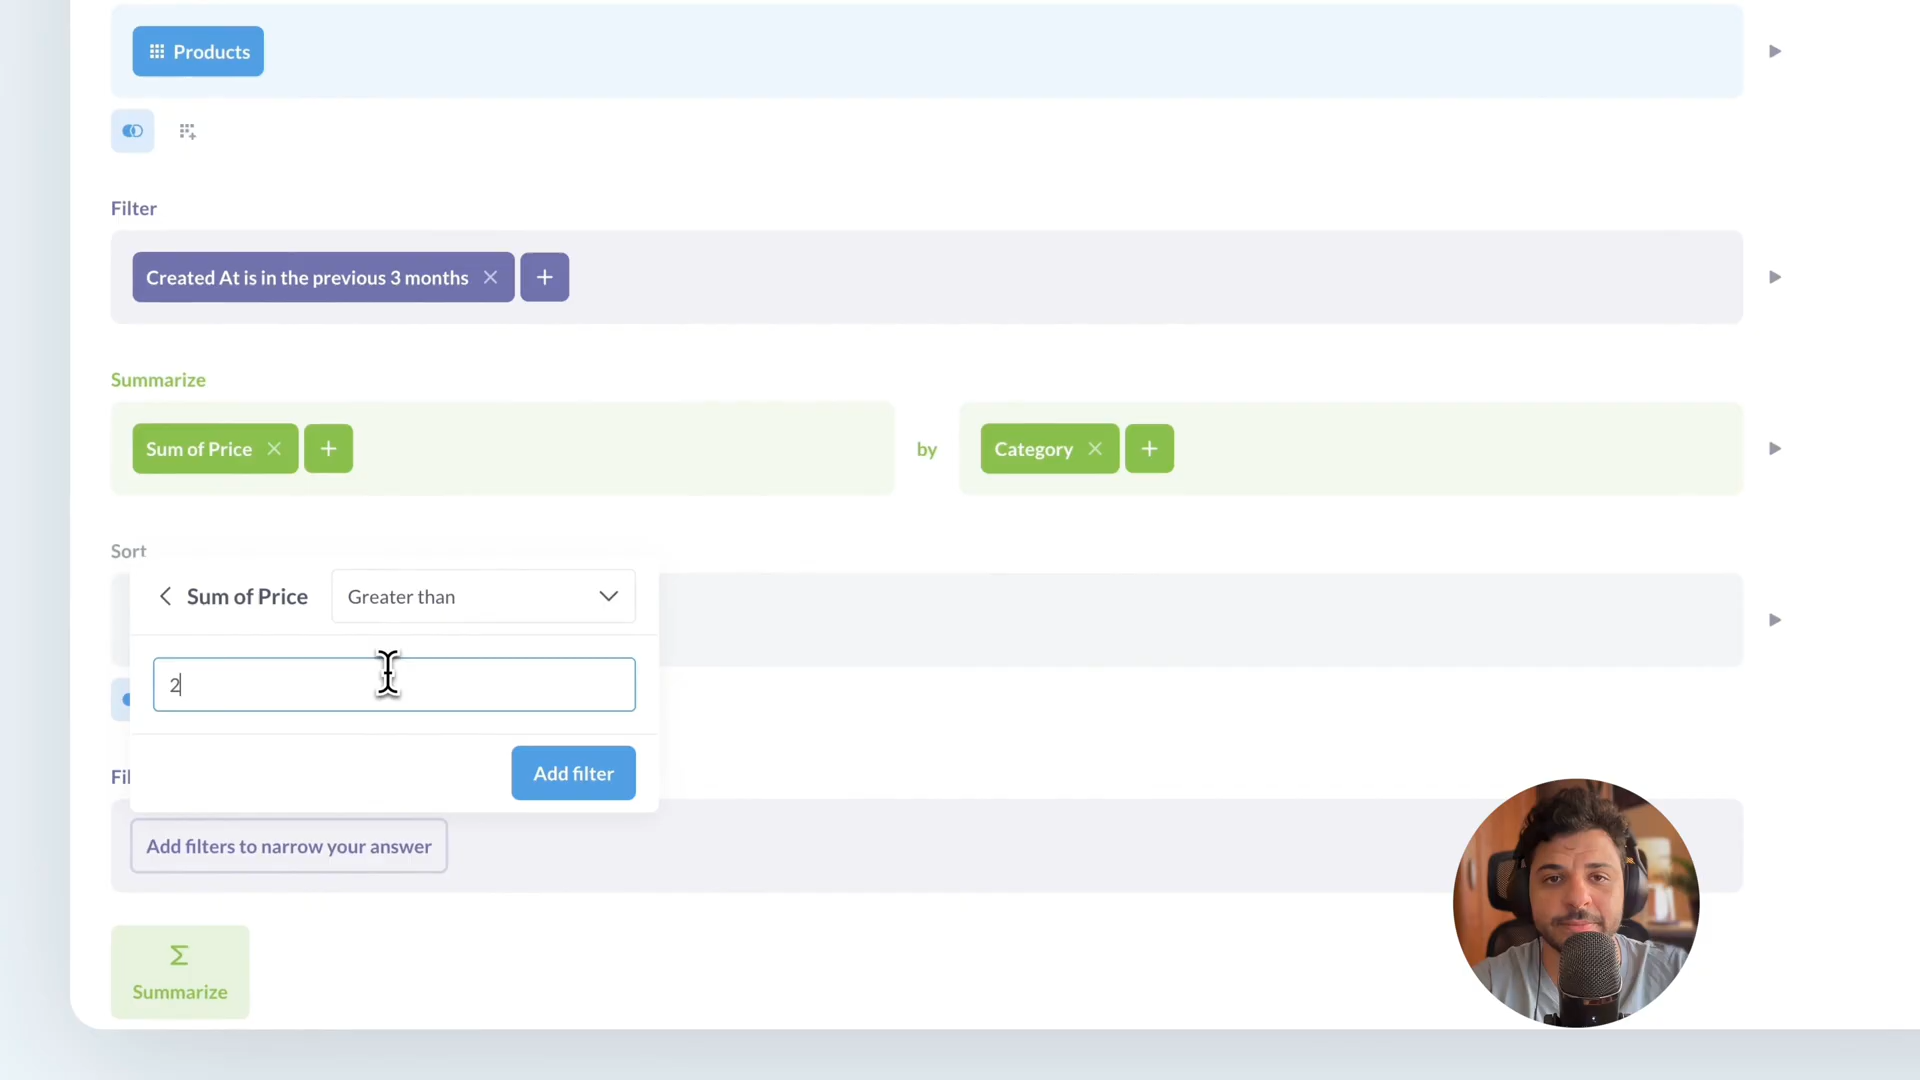 Products
Filter
Created At is in the previous 3 months
Summarize
Sum of Price
by
Category
Sort
Sum of Price
Greater than
2
Add filter
Fil
Add filters to narrow your answer
Summarize